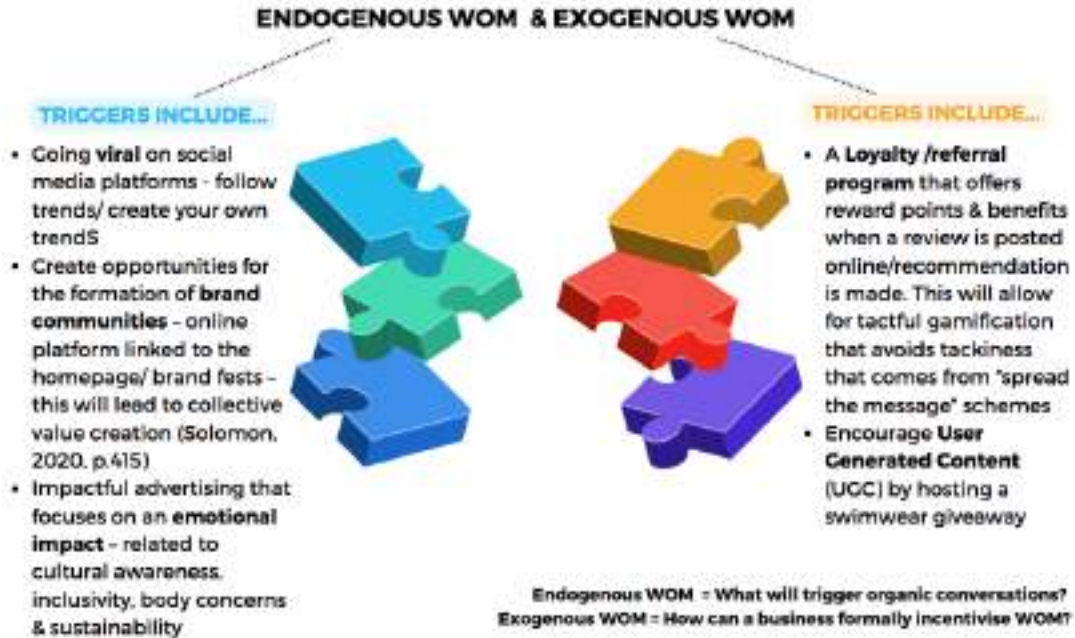 ENDOGENOUS WOM & EXOGENOUS WOM
TRIGGERS INCLUDE...
• Going viral on social
media platforms - follow
trends/ create your own
trendS
• Create opportunities for
the formation of brand
communities - online
platform linked to the
homepage/ brand fests -
this will lead to collective
value creation (Solomon,
2020, p.415)
• Impactful advertising that
focuses on an emotional
impact - related to
cultural awareness,
inclusivity, body concerns
& sustainability
TRIGGERS INCLUDE...
• A Loyalty /referral
program that offers
reward points & benefits
when a review is posted
online/recommendation
is made. This will allow
for tactful gamification
that avoids tackiness
that comes from "spread
the message" schemes
• Encourage User
Generated Content
(UGC) by hosting a
swimwear giveaway
Endogenous WOM = What will trigger organic conversations?
Exogenous WOM = How can a business formally incentivise WOM?